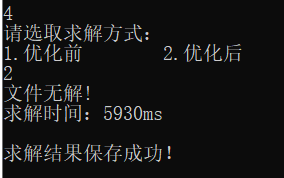 4
请选取求解方式：
1.优化前        2.优化后
2
文件无解!
求解时间：5930ms

求解结果保存成功!